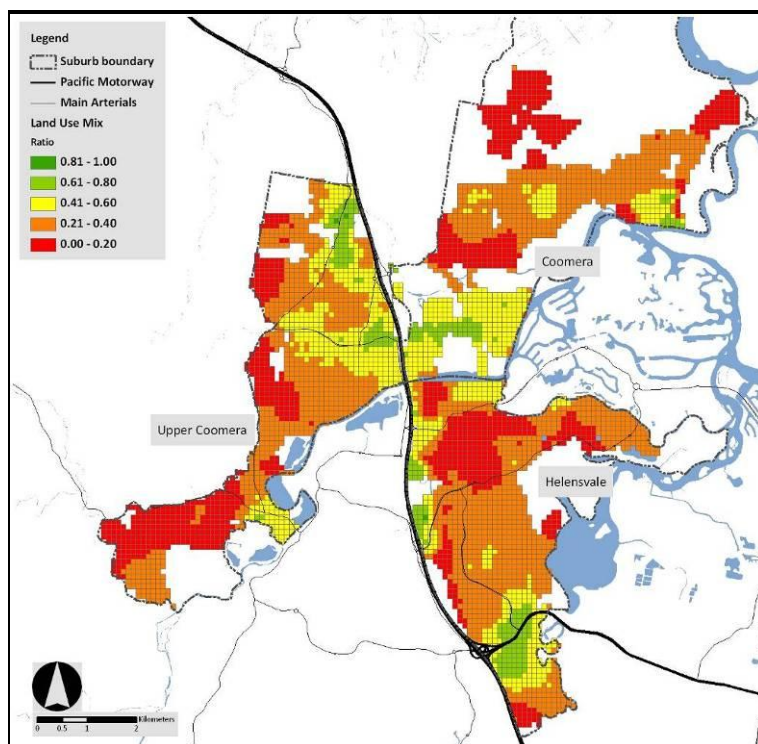 Legend
Suburb boundary
Pacific Motorway
Main Arterials
Land Use Mix
Ratio
0.81 - 1.00
0.61 - 0.80
0.41 - 0.60
0.21 - 0.40
0.00 - 0.20
Coomera
Upper Coomera
Helensvale
Kilometers
0 0.5 1 2